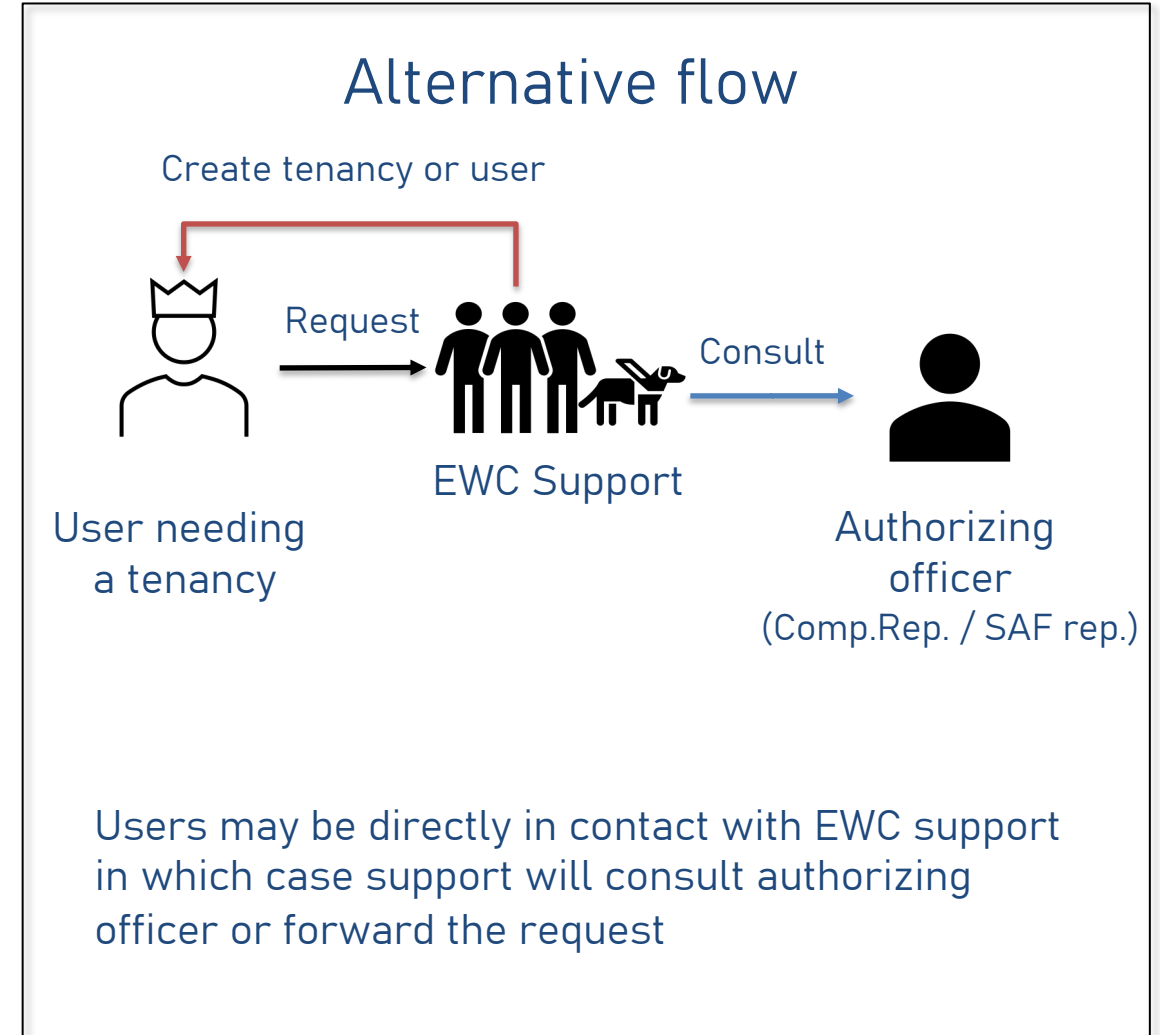 Alternative flow
Create tenancy or user
Request
Consult
EWC Support
User needing
a tenancy
Authorizing
officer
(Comp.Rep. / SAF rep.)
Users may be directly in contact with EWC support
in which case support will consult authorizing
officer or forward the request